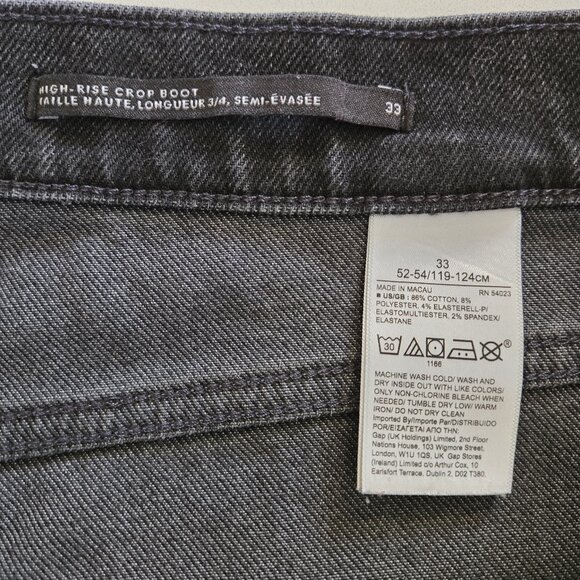 HIGH-RISE CROP BOOT
TAILLE HAUTE, LONGUEUR 3/4, SEMI-ÉVASÉE
33
33
52-54/119-124CM
MADE IN MACAU RN 54023
US/GB : 86% COTTON, 8%
POLYESTER, 4% ELASTERELL-P/
ELASTOMULTIESTER, 2% SPANDEX/
ELASTANE
30
1166
MACHINE WASH COLD/ WASH AND
DRY INSIDE OUT WITH LIKE COLORS/
ONLY NON-CHLORINE BLEACH WHEN
NEEDED/ TUMBLE DRY LOW/ WARM
IRON/ DO NOT DRY CLEAN
Imported By/Importe Par/DISTRIBUIDO
POR/ΕΙΣΑΓΕΤΑΙ ΑΠΟ ΤΗΝ:
Gap (UK Holdings) Limited, 2nd Floor
Nations House, 103 Wigmore Street,
London, W1U 1QS, UK Gap Stores
(Ireland) Limited c/o Arthur Cox, 10
Earlsfort Terrace, Dublin 2, D02 T380.